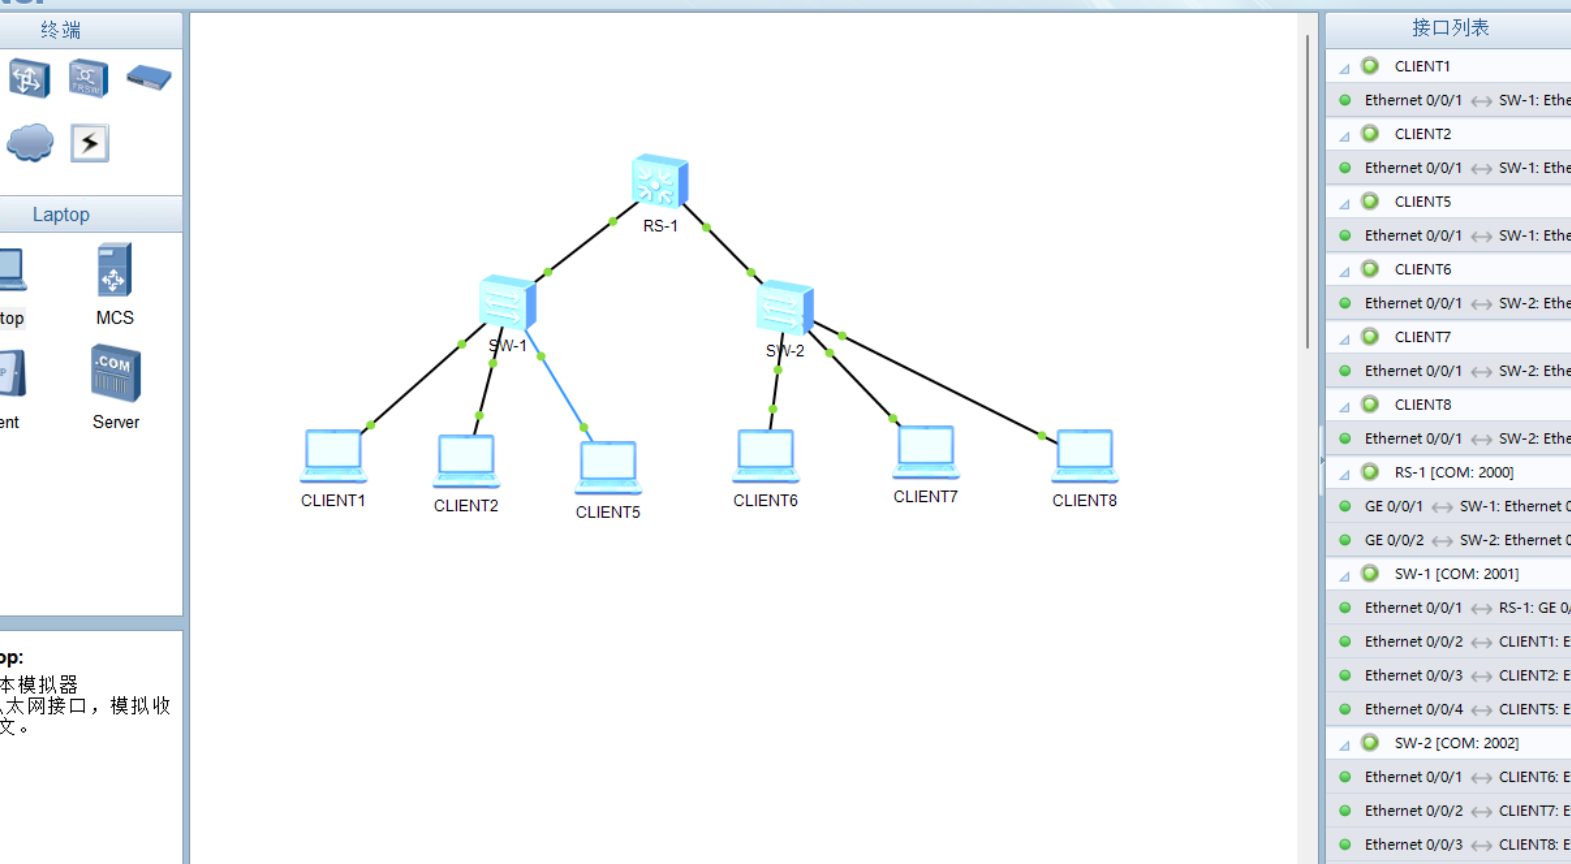 终端
Laptop
top
MCS
ent
Server
op:
本模拟器
太网接口，模拟收
文。
RS-1
SW-1
SW-2
CLIENT1
CLIENT2
CLIENT5
CLIENT6
CLIENT7
CLIENT8
接口列表
CLIENT1
Ethernet 0/0/1 ↔ SW-1: Ethe
CLIENT2
Ethernet 0/0/1 ↔ SW-1: Ethe
CLIENT5
Ethernet 0/0/1 ↔ SW-1: Ethe
CLIENT6
Ethernet 0/0/1 ↔ SW-2: Ethe
CLIENT7
Ethernet 0/0/1 ↔ SW-2: Ethe
CLIENT8
Ethernet 0/0/1 ↔ SW-2: Ethe
RS-1 [COM: 2000]
GE 0/0/1 ↔ SW-1: Ethernet 0
GE 0/0/2 ↔ SW-2: Ethernet 0
SW-1 [COM: 2001]
Ethernet 0/0/1 ↔ RS-1: GE 0/
Ethernet 0/0/2 ↔ CLIENT1: E
Ethernet 0/0/3 ↔ CLIENT2: E
Ethernet 0/0/4 ↔ CLIENT5: E
SW-2 [COM: 2002]
Ethernet 0/0/1 ↔ CLIENT6: E
Ethernet 0/0/2 ↔ CLIENT7: E
Ethernet 0/0/3 ↔ CLIENT8: E